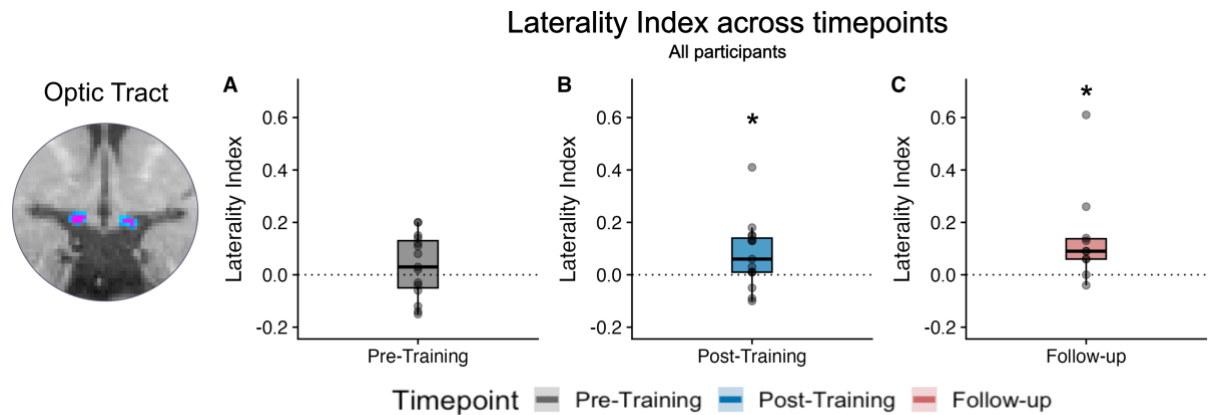 Laterality Index across timepoints
All participants
Optic Tract
A
Laterality Index
0.6
0.4
0.2
0.0
-0.2
Pre-Training
B
*
Laterality Index
0.6
0.4
0.2
0.0
-0.2
Post-Training
C
*
Laterality Index
0.6
0.4
0.2
0.0
-0.2
Follow-up
Timepoint Pre-Training Post-Training Follow-up